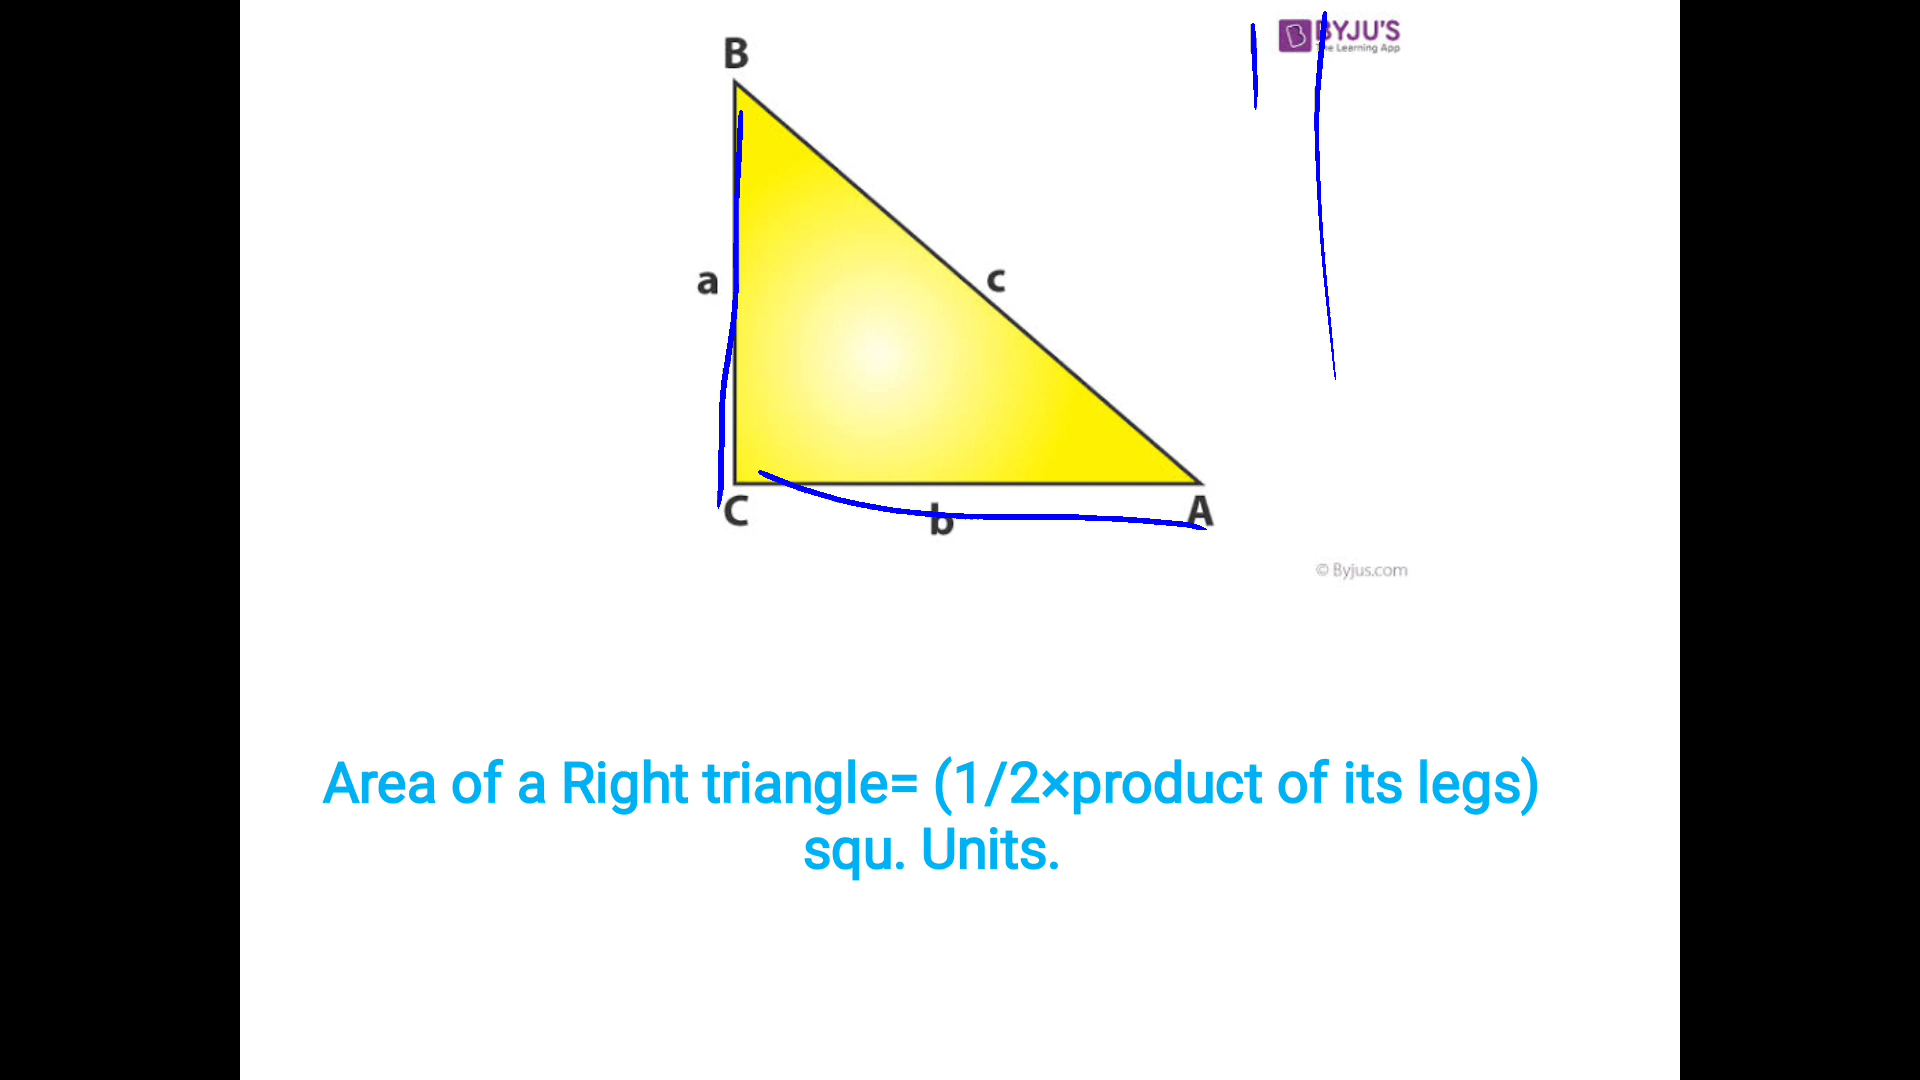 B
BYJU'S
The Learning App
a
c
C
b
A
© Byjus.com
Area of a Right triangle= (1/2×product of its legs)
squ. Units.